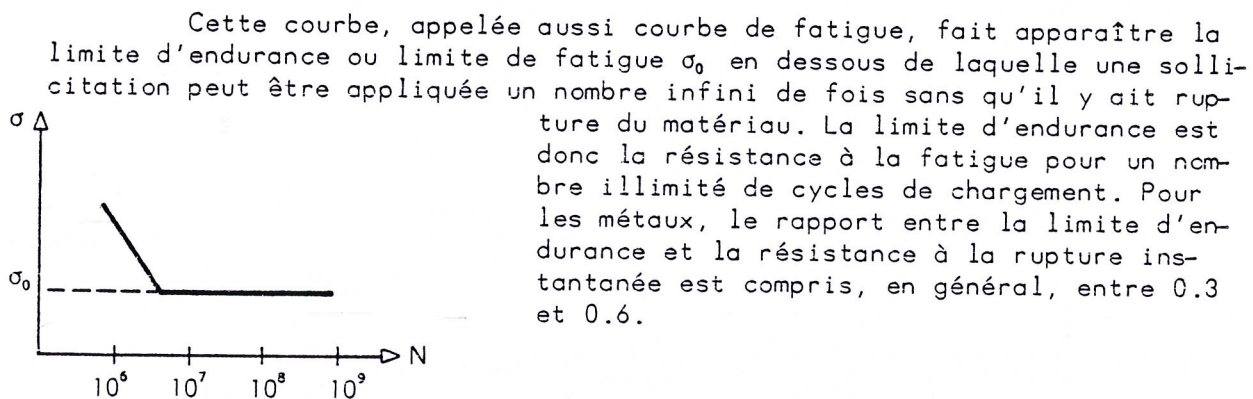 Cette courbe, appelée aussi courbe de fatigue, fait apparaître la
limite d'endurance ou limite de fatigue σ₀ en dessous de laquelle une solli-
citation peut être appliquée un nombre infini de fois sans qu'il y ait rup-
ture du matériau. La limite d'endurance est
donc la résistance à la fatigue pour un nom-
bre illimité de cycles de chargement. Pour
les métaux, le rapport entre la limite d'en-
durance et la résistance à la rupture ins-
tantanée est compris, en général, entre 0.3
et 0.6.
σ
σ₀
N
10⁶ 10⁷ 10⁸ 10⁹